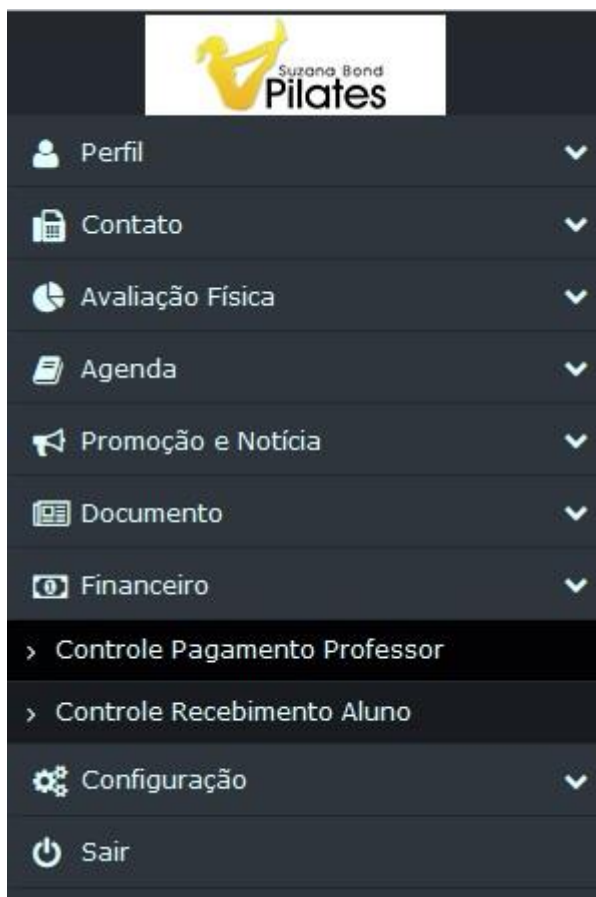 Suzana Bond
Pilates
Perfil
Contato
Avaliação Física
Agenda
Promoção e Notícia
Documento
Financeiro
› Controle Pagamento Professor
› Controle Recebimento Aluno
Configuração
Sair